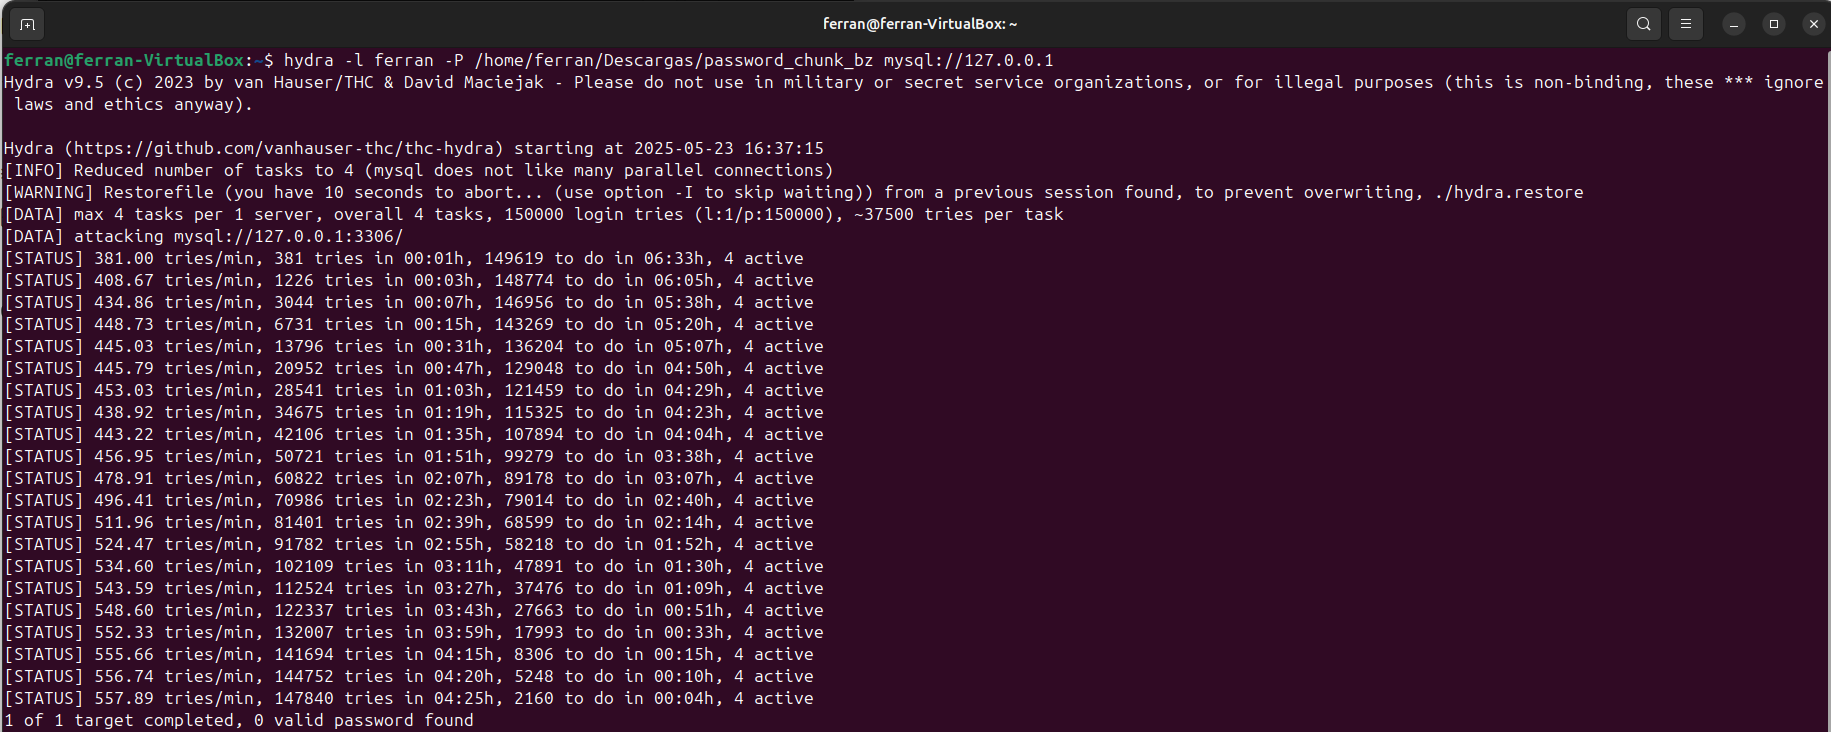 ferran@ferran-VirtualBox: ~
ferran@ferran-VirtualBox:~$ hydra -l ferran -P /home/ferran/Descargas/password_chunk_bz mysql://127.0.0.1
Hydra v9.5 (c) 2023 by van Hauser/THC & David Maciejak - Please do not use in military or secret service organizations, or for illegal purposes (this is non-binding, these *** ignore
 laws and ethics anyway).
Hydra (https://github.com/vanhauser-thc/thc-hydra) starting at 2025-05-23 16:37:15
[INFO] Reduced number of tasks to 4 (mysql does not like many parallel connections)
[WARNING] Restorefile (you have 10 seconds to abort... (use option -I to skip waiting)) from a previous session found, to prevent overwriting, ./hydra.restore
[DATA] max 4 tasks per 1 server, overall 4 tasks, 150000 login tries (l:1/p:150000), ~37500 tries per task
[DATA] attacking mysql://127.0.0.1:3306/
[STATUS] 381.00 tries/min, 381 tries in 00:01h, 149619 to do in 06:33h, 4 active
[STATUS] 408.67 tries/min, 1226 tries in 00:03h, 148774 to do in 06:05h, 4 active
[STATUS] 434.86 tries/min, 3044 tries in 00:07h, 146956 to do in 05:38h, 4 active
[STATUS] 448.73 tries/min, 6731 tries in 00:15h, 143269 to do in 05:20h, 4 active
[STATUS] 445.03 tries/min, 13796 tries in 00:31h, 136204 to do in 05:07h, 4 active
[STATUS] 445.79 tries/min, 20952 tries in 00:47h, 129048 to do in 04:50h, 4 active
[STATUS] 453.03 tries/min, 28541 tries in 01:03h, 121459 to do in 04:29h, 4 active
[STATUS] 438.92 tries/min, 34675 tries in 01:19h, 115325 to do in 04:23h, 4 active
[STATUS] 443.22 tries/min, 42106 tries in 01:35h, 107894 to do in 04:04h, 4 active
[STATUS] 456.95 tries/min, 50721 tries in 01:51h, 99279 to do in 03:38h, 4 active
[STATUS] 478.91 tries/min, 60822 tries in 02:07h, 89178 to do in 03:07h, 4 active
[STATUS] 496.41 tries/min, 70986 tries in 02:23h, 79014 to do in 02:40h, 4 active
[STATUS] 511.96 tries/min, 81401 tries in 02:39h, 68599 to do in 02:14h, 4 active
[STATUS] 524.47 tries/min, 91782 tries in 02:55h, 58218 to do in 01:52h, 4 active
[STATUS] 534.60 tries/min, 102109 tries in 03:11h, 47891 to do in 01:30h, 4 active
[STATUS] 543.59 tries/min, 112524 tries in 03:27h, 37476 to do in 01:09h, 4 active
[STATUS] 548.60 tries/min, 122337 tries in 03:43h, 27663 to do in 00:51h, 4 active
[STATUS] 552.33 tries/min, 132007 tries in 03:59h, 17993 to do in 00:33h, 4 active
[STATUS] 555.66 tries/min, 141694 tries in 04:15h, 8306 to do in 00:15h, 4 active
[STATUS] 556.74 tries/min, 144752 tries in 04:20h, 5248 to do in 00:10h, 4 active
[STATUS] 557.89 tries/min, 147840 tries in 04:25h, 2160 to do in 00:04h, 4 active
1 of 1 target completed, 0 valid password found